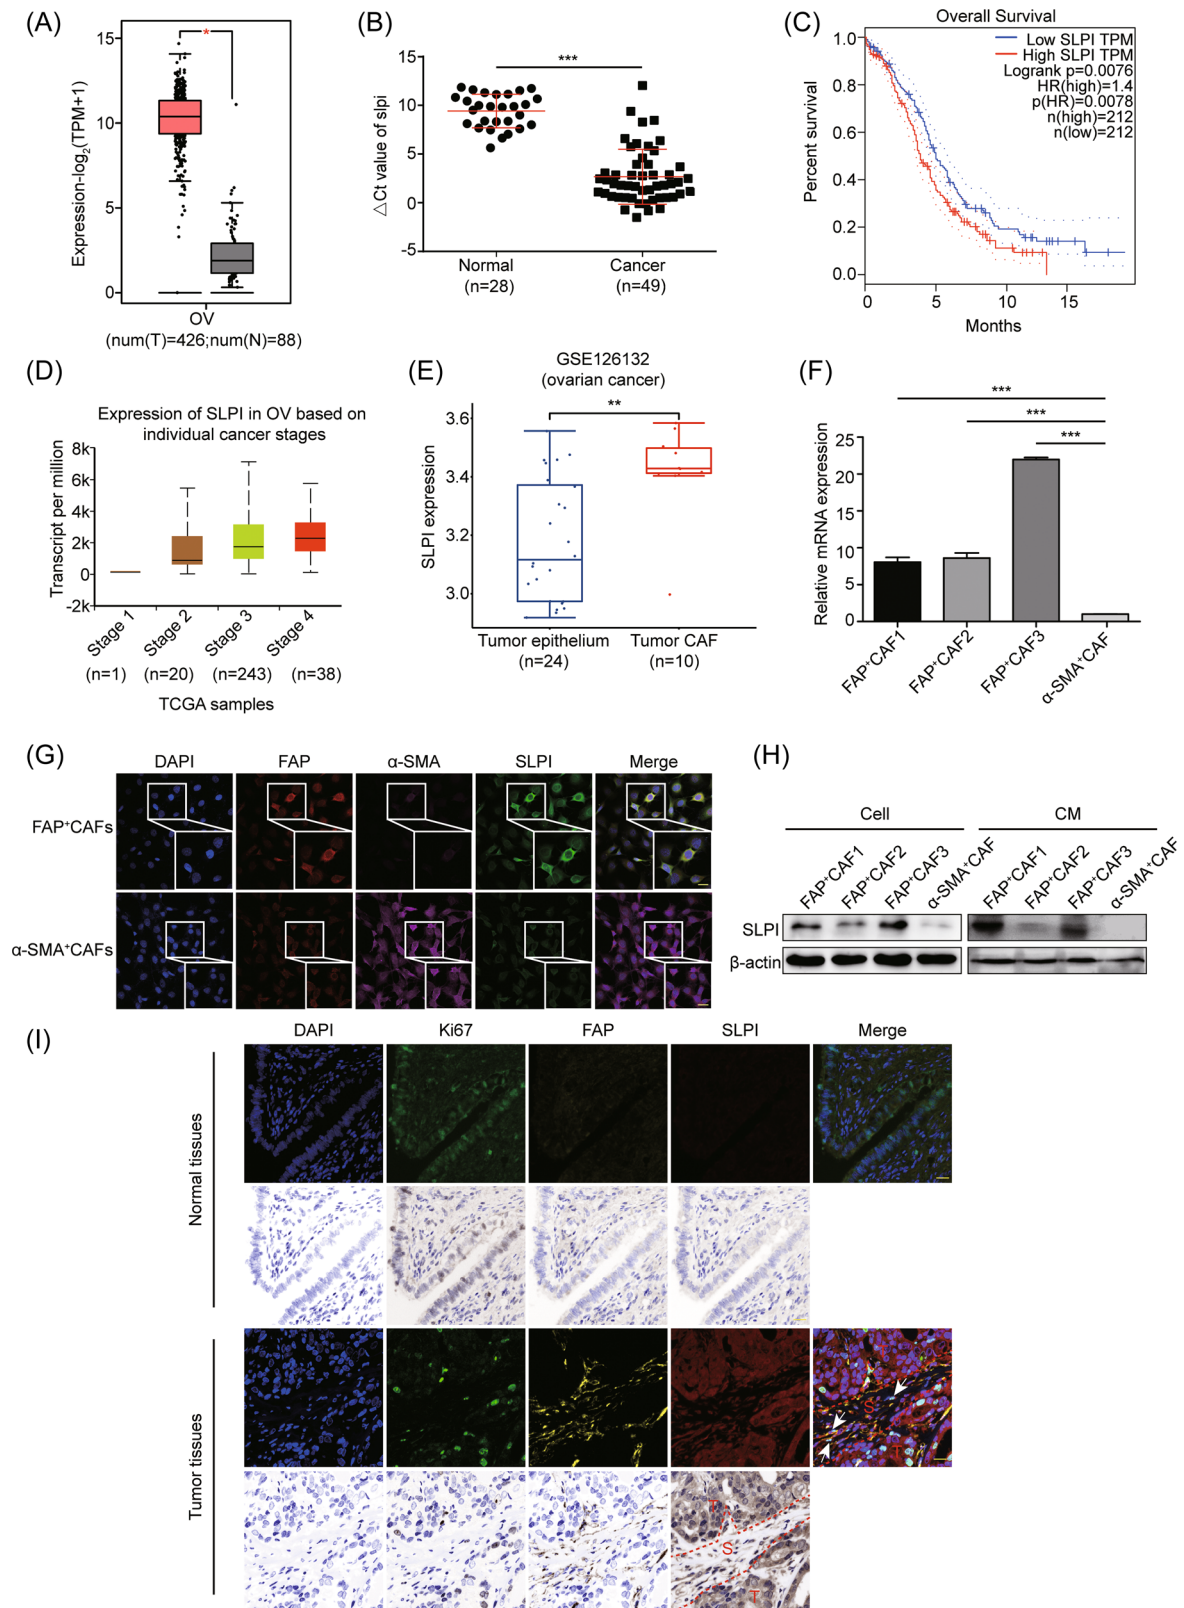 (A)
15
10
5
0
Expression-log2(TPM+1)
*
OV
(num(T)=426;num(N)=88)
(B)
***
15
10
5
0
−5
△Ct value of slpi
Normal
(n=28)
Cancer
(n=49)
(C)
Overall Survival
Low SLPI TPM
High SLPI TPM
Logrank p=0.0076
HR(high)=1.4
p(HR)=0.0078
n(high)=212
n(low)=212
1.0
0.8
0.6
0.4
0.2
0.0
Percent survival
0 5 10 15
Months
(D)
Expression of SLPI in OV based on
individual cancer stages
8k
6k
4k
2k
0
-2k
Transcript per million
Stage 1 Stage 2 Stage 3 Stage 4
(n=1) (n=20) (n=243) (n=38)
TCGA samples
(E)
GSE126132
(ovarian cancer)
**
3.6
3.4
3.2
3.0
SLPI expression
Tumor epithelium Tumor CAF
(n=24) (n=10)
(F)
***
***
***
25
20
15
10
5
0
Relative mRNA expression
FAP+CAF1 FAP+CAF2 FAP+CAF3 α-SMA+CAF
(G)
DAPI FAP α-SMA SLPI Merge
FAP+CAFs
α-SMA+CAFs
(H)
Cell CM
FAP+CAF1 FAP+CAF2 FAP+CAF3 α-SMA+CAF FAP+CAF1 FAP+CAF2 FAP+CAF3 α-SMA+CAF
SLPI
β-actin
(I)
DAPI Ki67 FAP SLPI Merge
Normal tissues
Tumor tissues
S
T
T
S
T